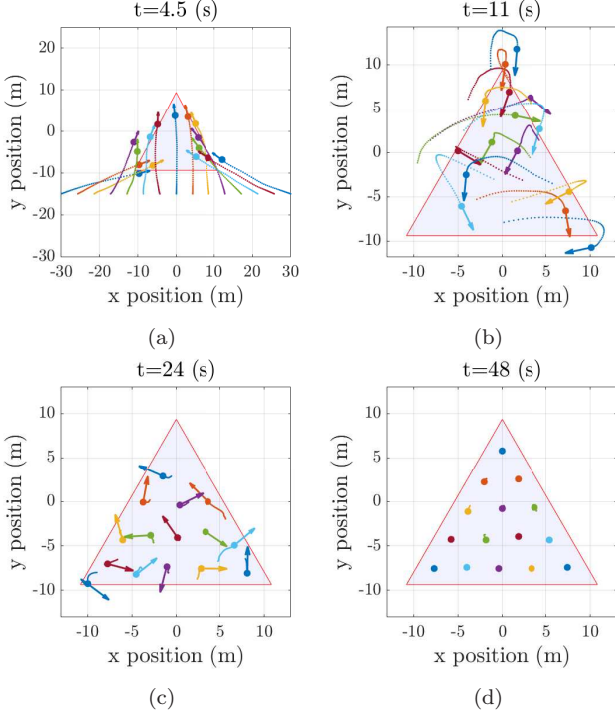 t=4.5 (s)
y position (m)
20
10
0
-10
-20
-30
-30 -20 -10 0 10 20 30
x position (m)
(a)
t=11 (s)
y position (m)
10
5
0
-5
-10
-10 -5 0 5 10
x position (m)
(b)
t=24 (s)
y position (m)
10
5
0
-5
-10
-10 -5 0 5 10
x position (m)
(c)
t=48 (s)
y position (m)
10
5
0
-5
-10
-10 -5 0 5 10
x position (m)
(d)